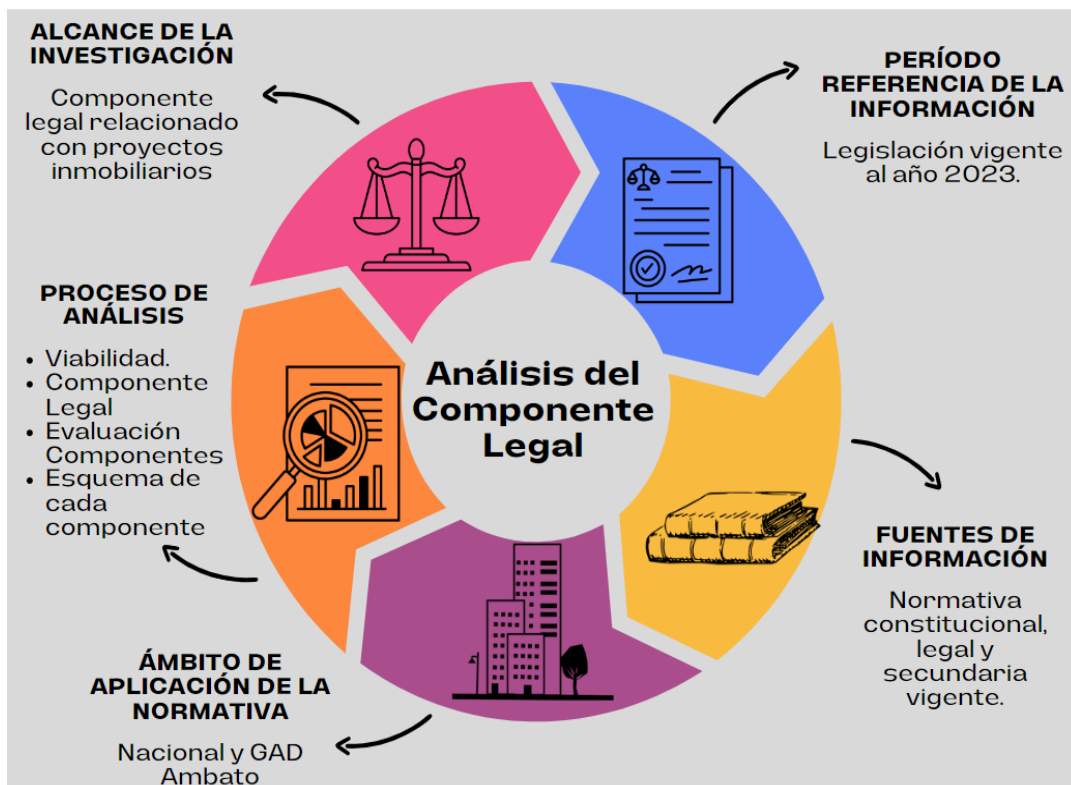 ALCANCE DE LA
INVESTIGACIÓN
Componente
legal relacionado
con proyectos
inmobiliarios
PERÍODO
REFERENCIA DE LA
INFORMACIÓN
Legislación vigente
al año 2023.
PROCESO DE
ANÁLISIS
• Viabilidad.
• Componente
Legal
• Evaluación
Componentes
• Esquema de
cada
componente
Análisis del
Componente
Legal
FUENTES DE
INFORMACIÓN
Normativa
constitucional,
legal y
secundaria
vigente.
ÁMBITO DE
APLICACIÓN DE LA
NORMATIVA
Nacional y GAD
Ambato